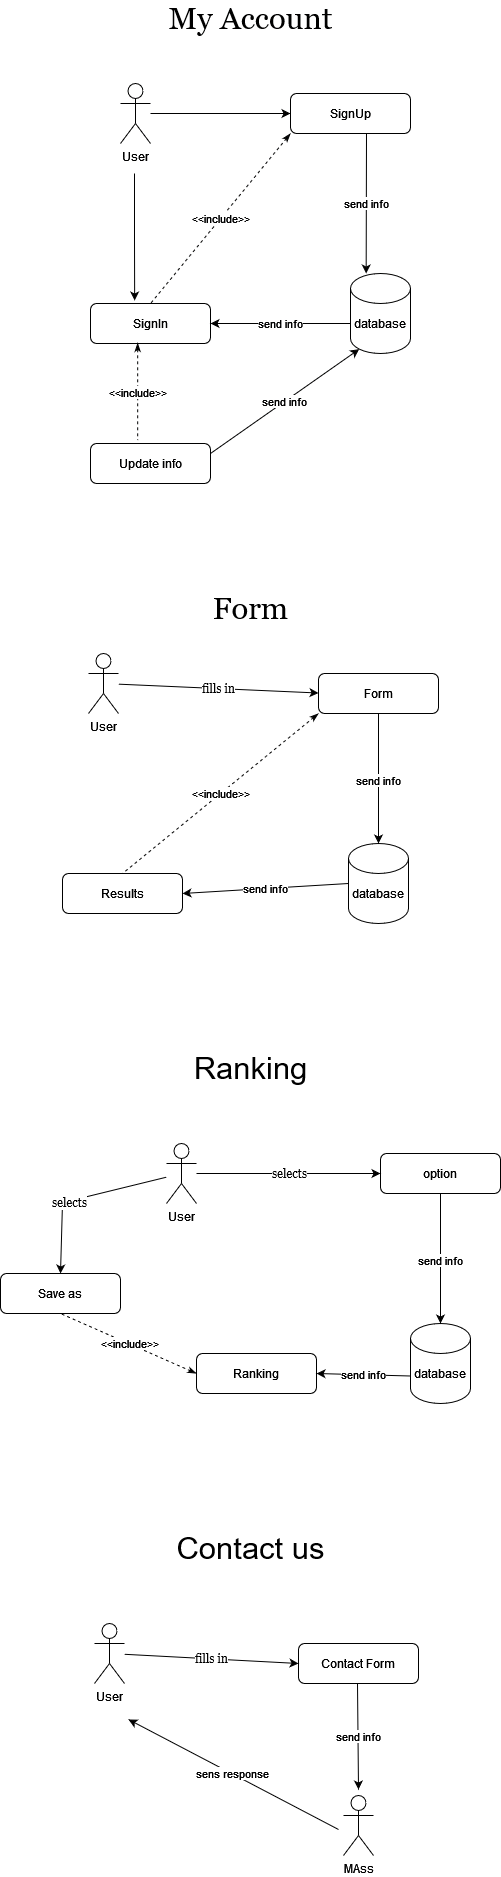 My Account
SignUp
User
send info
<<include>>
database
SignIn
send info
<<include>>
send info
Update info
Form
fills in
Form
User
send info
<<include>>
Results
send info
database
Ranking
selects
option
selects
User
send info
Save as
<<include>>
Ranking
send info
database
Contact us
fills in
Contact Form
User
send info
sens response
MAss